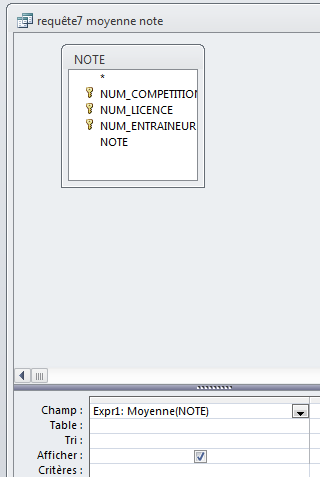 requête7 moyenne note
NOTE
*
NUM_COMPETITION
NUM_LICENCE
NUM_ENTRAINEUR
NOTE
Champ : Expr1: Moyenne(NOTE)
Table :
Tri :
Afficher :
Critères :